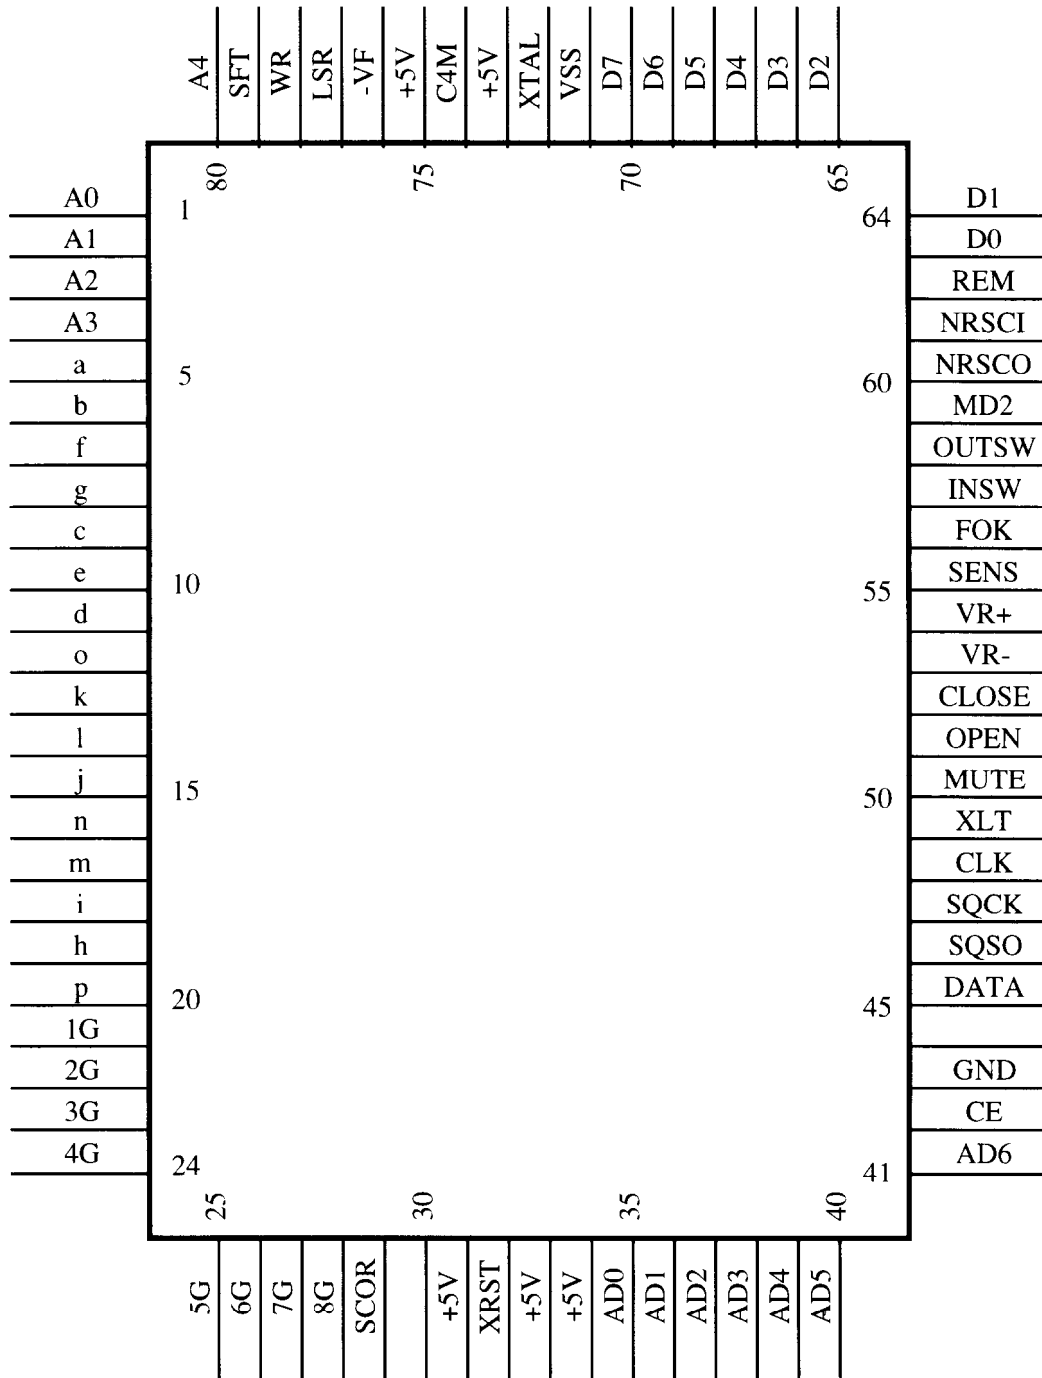 A4 SFT WR LSR -VF +5V C4M +5V XTAL VSS D7 D6 D5 D4 D3 D2
80 75 70 65
A0 1 64 D1
A1 D0
A2 REM
A3 NRSCI
a 5 60 NRSCO
b MD2
f OUTSW
g INSW
c FOK
e 10 55 SENS
d VR+
o VR-
k CLOSE
l OPEN
j 15 50 MUTE
n XLT
m CLK
i SQCK
h SQSO
p 20 45 DATA
1G
2G GND
3G CE
4G 24 41 AD6
25 30 35 40
5G 6G 7G 8G SCOR +5V XRST +5V +5V AD0 AD1 AD2 AD3 AD4 AD5